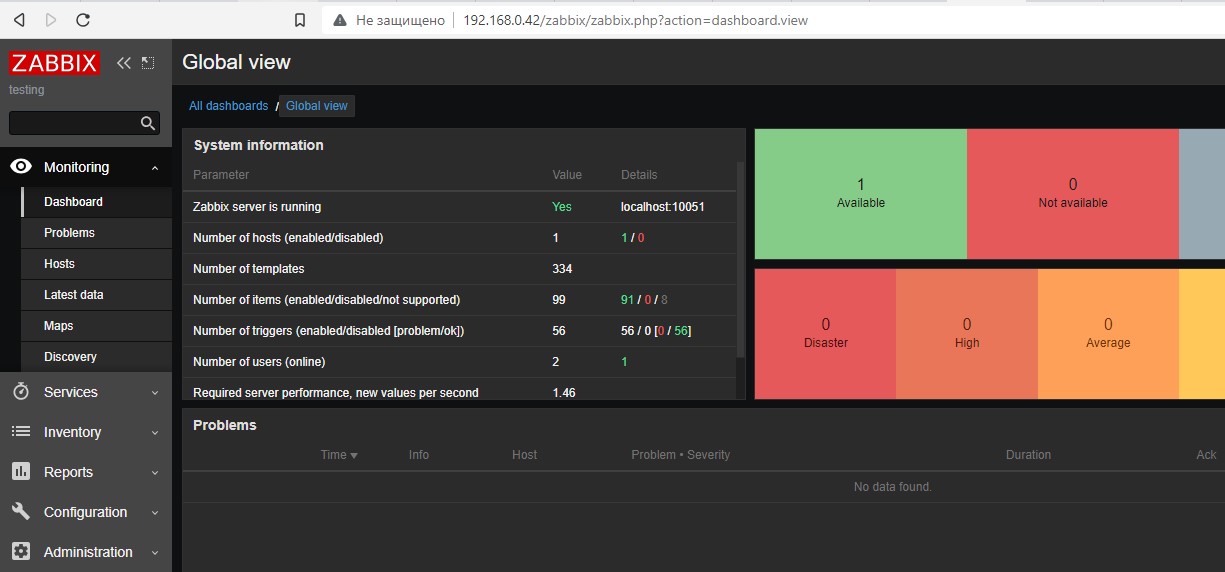 Не защищено 192.168.0.42/zabbix/zabbix.php?action=dashboard.view
ZABBIX
testing
Monitoring
Dashboard
Problems
Hosts
Latest data
Maps
Discovery
Services
Inventory
Reports
Configuration
Administration
Global view
All dashboards / Global view
System information
Parameter Value Details
Zabbix server is running Yes localhost:10051
Number of hosts (enabled/disabled) 1 1 / 0
Number of templates 334
Number of items (enabled/disabled/not supported) 99 91 / 0 / 8
Number of triggers (enabled/disabled [problem/ok]) 56 56 / 0 [0 / 56]
Number of users (online) 2 1
Required server performance, new values per second 1.46
1
Available
0
Not available
0
Disaster
0
High
0
Average
Problems
Time Info Host Problem • Severity Duration Ack
No data found.